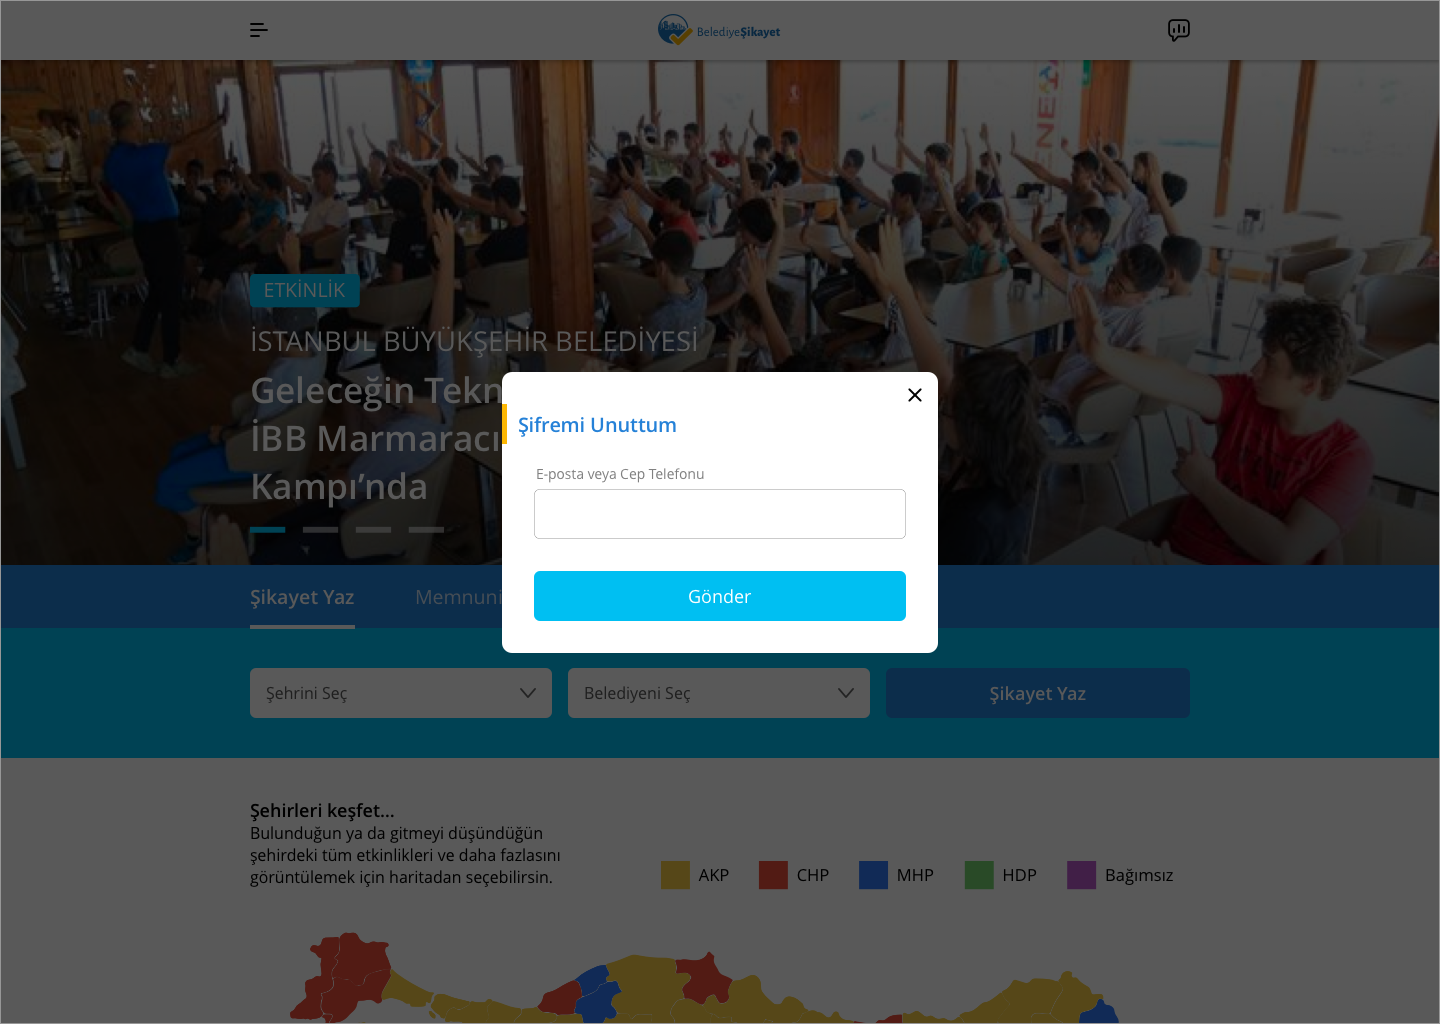 BelediyeŞikayet
ETKİNLİK
İSTANBUL BÜYÜKŞEHİR BELEDİYESİ
Geleceğin Tekn
İBB Marmaracı
Kampı’nda
Şifremi Unuttum
E-posta veya Cep Telefonu
Gönder
Şikayet Yaz
Memnuni
Şehrini Seç
Belediyeni Seç
Şikayet Yaz
Şehirleri keşfet...
Bulunduğun ya da gitmeyi düşündüğün
şehirdeki tüm etkinlikleri ve daha fazlasını
görüntülemek için haritadan seçebilirsin.
AKP CHP MHP HDP Bağımsız